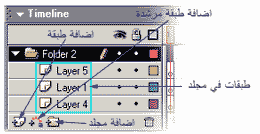 اضافة طبقة مرشدة
Timeline
اضافة طبقة
Folder 2
Layer 5
Layer 1
طبقات في مجلد
Layer 4
اضافة مجلد